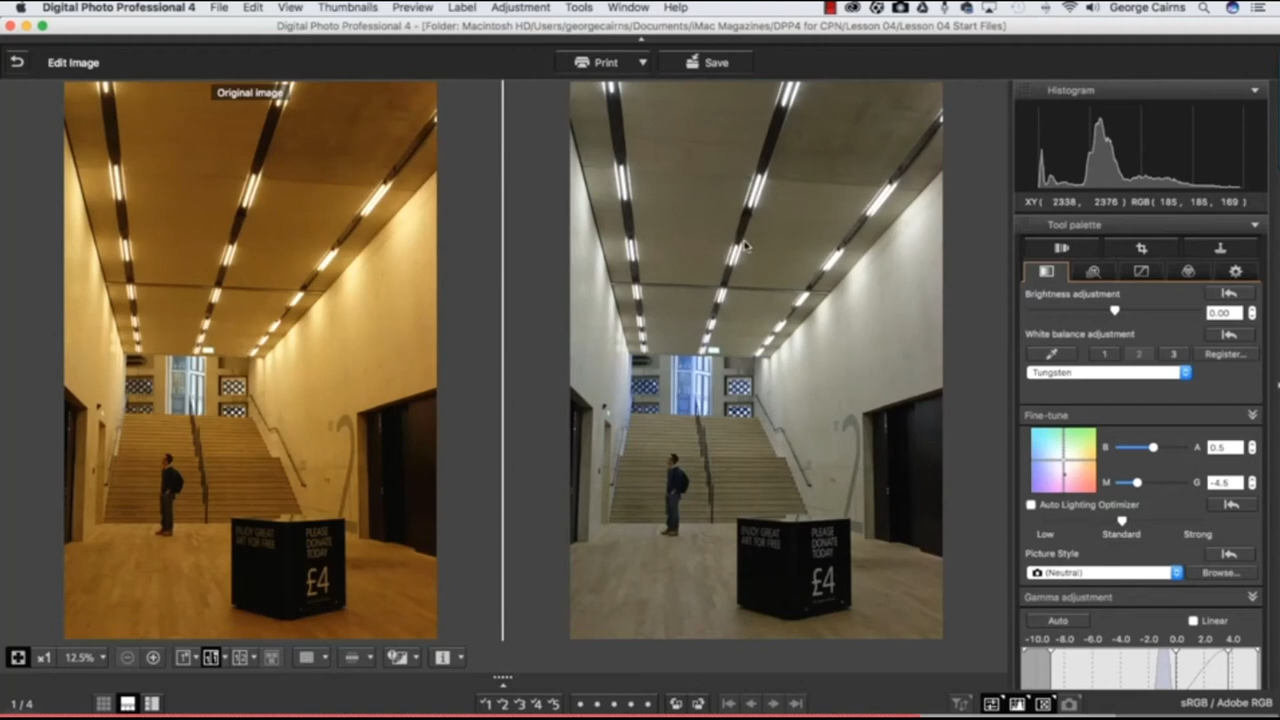 Digital Photo Professional 4 File Edit View Thumbnails Preview Label Adjustment Tools Window Help George Cairns
Digital Photo Professional 4 - [Folder: Macintosh HD/Users/georgecairns/Documents/iMac Magazines/DPP4 for CPN/Lesson 04/Lesson 04 Start Files]
Edit Image Print Save
Original image
Histogram
XY( 2338, 2376 ) RGB( 185, 185, 169 )
Tool palette
Brightness adjustment
0.00
White balance adjustment
1 2 3 Register...
Tungsten
Fine-tune
B A 0.5
M G -4.5
Auto Lighting Optimizer
Low Standard Strong
Picture Style
(Neutral) Browse...
Gamma adjustment
Auto Linear
-10.0 -8.0 -6.0 -4.0 -2.0 0.0 2.0 4.0
ENJOY GREAT
ART FOR FREE
PLEASE
DONATE
TODAY
£4
ENJOY GREAT
ART FOR FREE
PLEASE
DONATE
TODAY
£4
x1 12.5%
1 / 4
1 2 3 4 5
sRGB / Adobe RGB